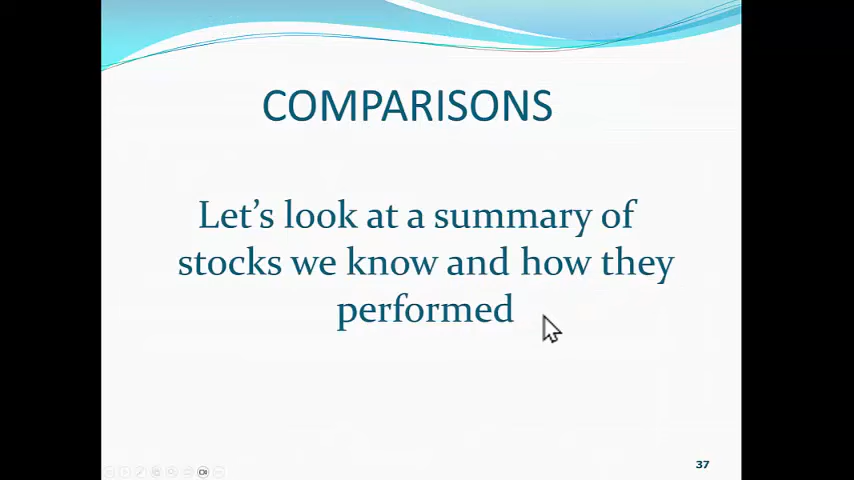 COMPARISONS
Let's look at a summary of
stocks we know and how they
performed
37